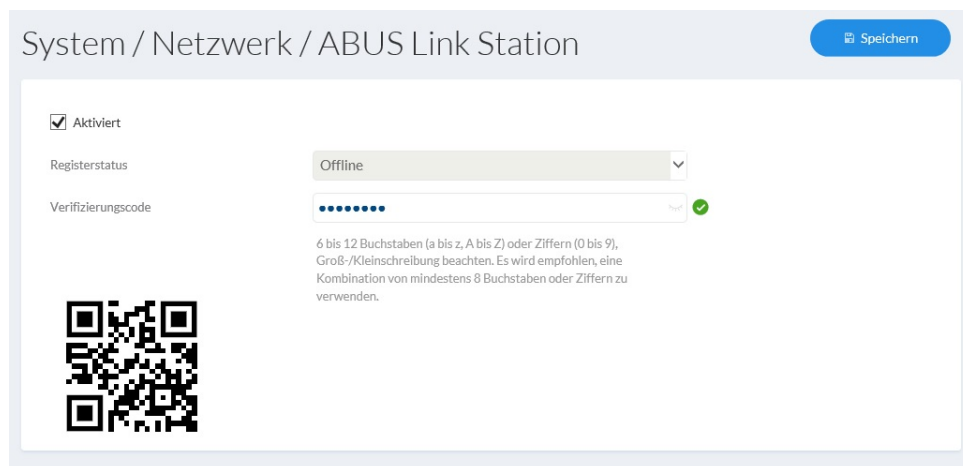 System / Netzwerk / ABUS Link Station
Speichern
Aktiviert
Registerstatus
Offline
Verifizierungscode
••••••••
6 bis 12 Buchstaben (a bis z, A bis Z) oder Ziffern (0 bis 9),
Groß-/Kleinschreibung beachten. Es wird empfohlen, eine
Kombination von mindestens 8 Buchstaben oder Ziffern zu
verwenden.